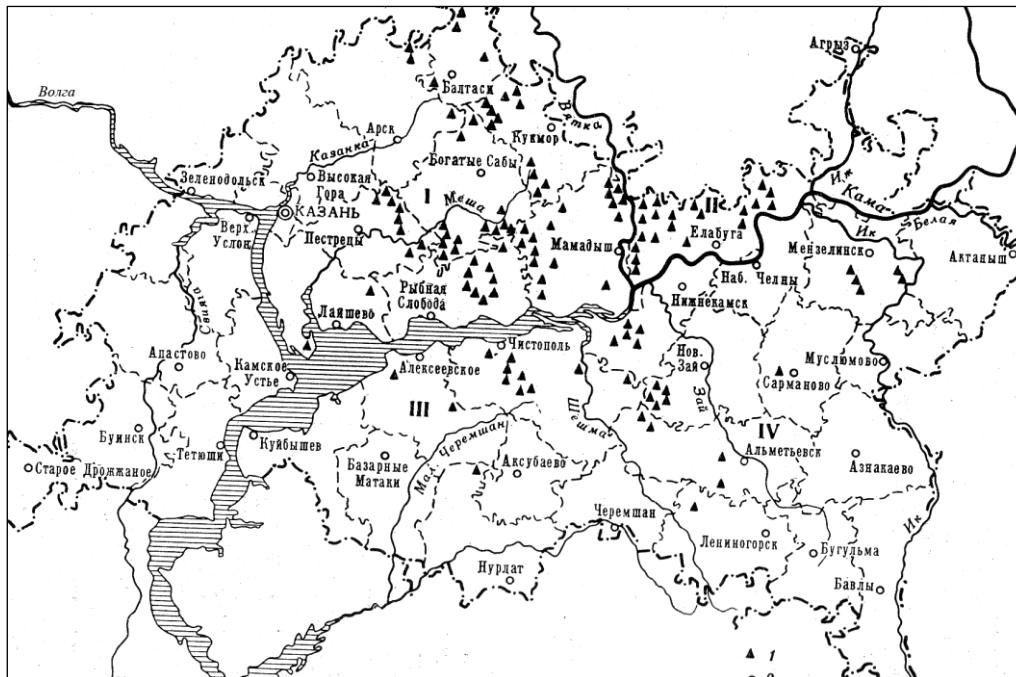 Агрыз
Волга
Балтаси
Вятка
Кукмор
Арск
Казанка
Богатые Сабы
Высокая
Гора
Зеленодольск
I
II
Иж
Кама
Меша
КАЗАНЬ
Белая
Ик
Верх.
Услон
Пестрецы
Елабуга
Мензелинск
Актаныш
Мамадыш
Наб. Челны
Нижнекамск
Рыбная
Слобода
Лаишево
Свияга
Чистополь
Апастово
Камское
Устье
Алексеевское
Нов.
Зай
Муслюмово
Сарманово
Зай
Шешма
III
IV
Буинск
Тетюши
Куйбышев
Мал. Черемшан
Альметьевск
Старое Дрожжаное
Базарные
Матаки
Аксубаево
Азнакаево
Черемшан
Ик
Лениногорск
Бугульма
Нурлат
Бавлы
1